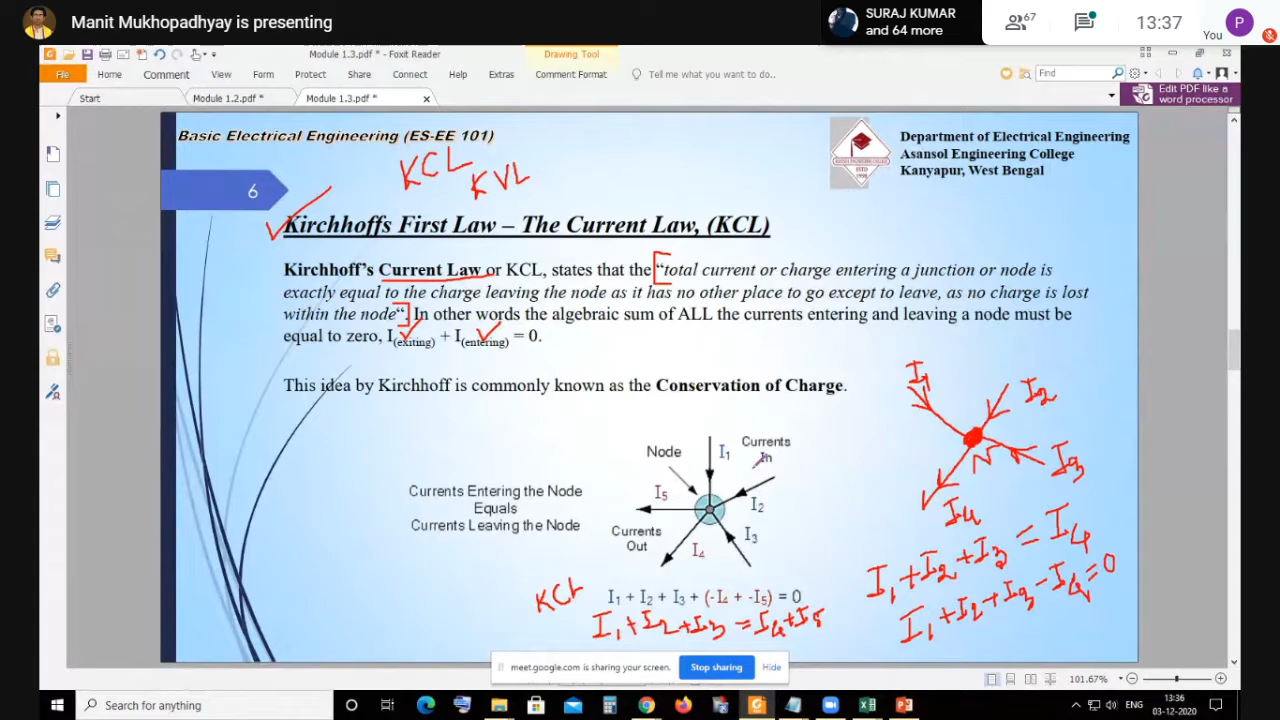 Manit Mukhopadhyay is presenting
SURAJ KUMAR
and 64 more
67
13:37
You
P
Module 1.3.pdf * - Foxit Reader
Drawing Tool
File Home Comment View Form Protect Share Connect Help Extras Comment Format Tell me what you want to do.. Find
Start Module 1.2.pdf * Module 1.3.pdf *
Edit PDF like a
word processor
Basic Electrical Engineering (ES-EE 101)
Department of Electrical Engineering
Asansol Engineering College
Kanyapur, West Bengal
KCL
KVL
6
Kirchhoffs First Law – The Current Law, (KCL)
Kirchhoff's Current Law or KCL, states that the "total current or charge entering a junction or node is
exactly equal to the charge leaving the node as it has no other place to go except to leave, as no charge is lost
within the node". In other words the algebraic sum of ALL the currents entering and leaving a node must be
equal to zero, I(exiting) + I(entering) = 0.
This idea by Kirchhoff is commonly known as the Conservation of Charge.
I1
I2
I3
N
I4
Node
I1
Currents
In
I5
I2
Currents
Out
I3
I4
Currents Entering the Node
Equals
Currents Leaving the Node
I1+I2+I3 = I4
I1+I2+I3-I4=0
KCL
I1 + I2 + I3 + (-I4 + -I5) = 0
I1+I2+I3 = I4+I5
meet.google.com is sharing your screen.
Stop sharing
Hide
101.67%
Type here to search
ENG
13:36
03-12-2020